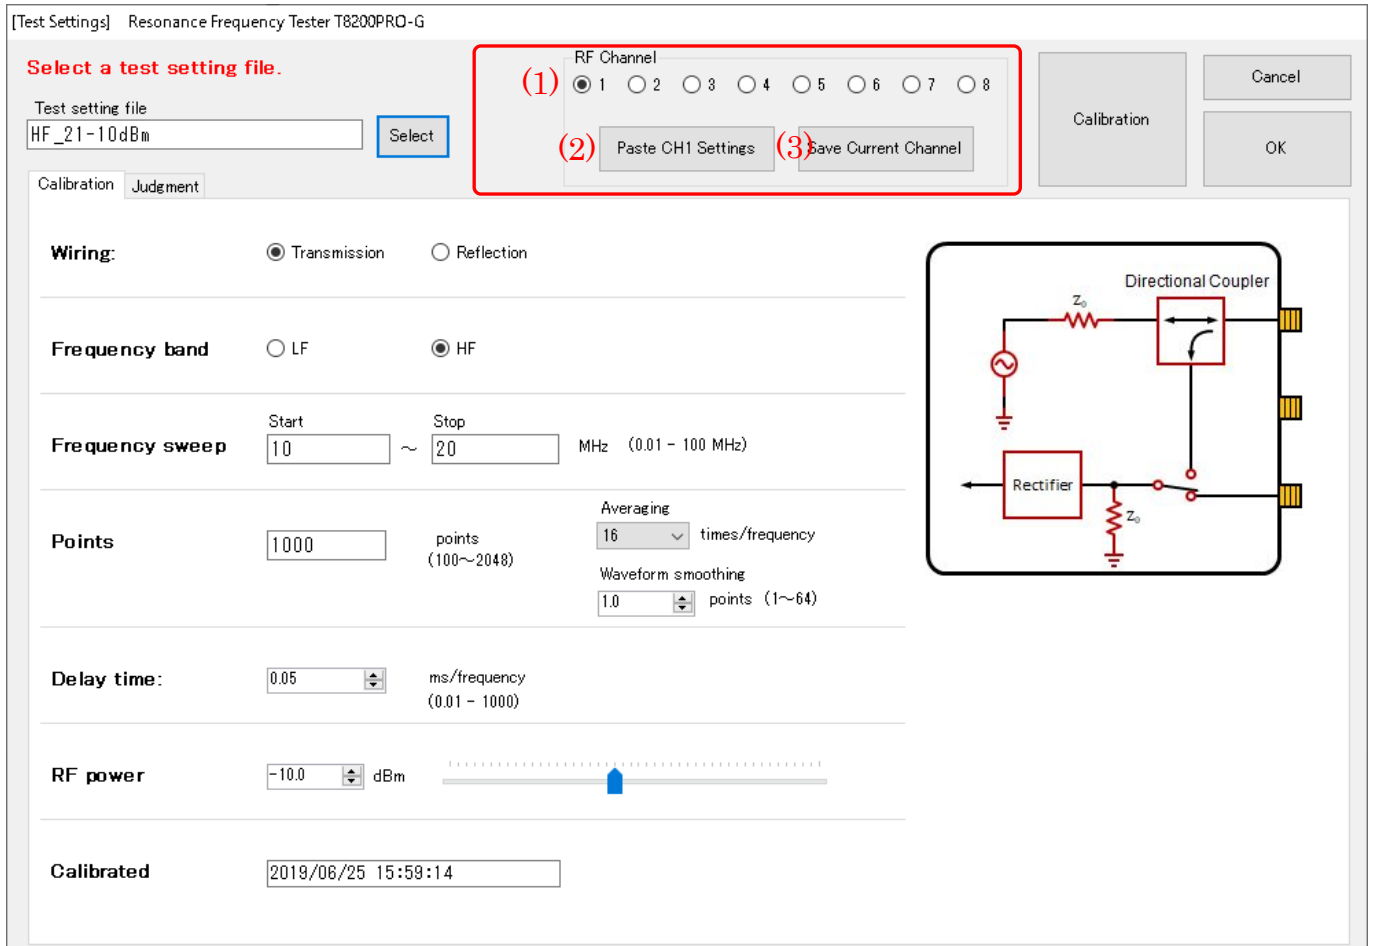 [Test Settings] Resonance Frequency Tester T8200PRO-G
Select a test setting file.
Test setting file
HF_21-10dBm
Select
RF Channel
(1) 1 2 3 4 5 6 7 8
(2) Paste CH1 Settings
(3) Save Current Channel
Calibration
Cancel
OK
Calibration Judgment
Wiring: Transmission Reflection
Frequency band LF HF
Start Stop
Frequency sweep 10 ～ 20 MHz (0.01 - 100 MHz)
Points 1000 points
(100～2048)
Averaging
16 times/frequency
Waveform smoothing
1.0 points (1～64)
Delay time: 0.05 ms/frequency
(0.01 - 1000)
RF power -10.0 dBm
Calibrated 2019/06/25 15:59:14
Directional Coupler
Z₀
Rectifier
Z₀